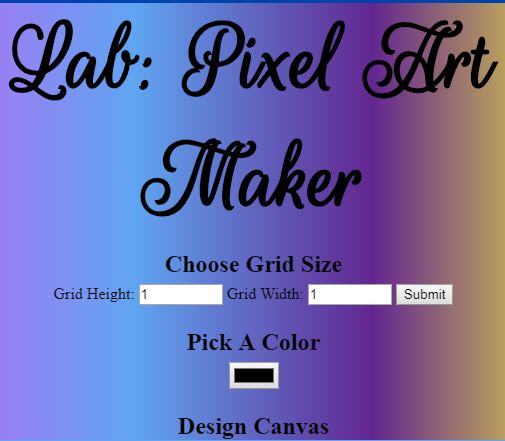 Lab: Pixel Art
Maker
Choose Grid Size
Grid Height: 1 Grid Width: 1 Submit
Pick A Color
Design Canvas